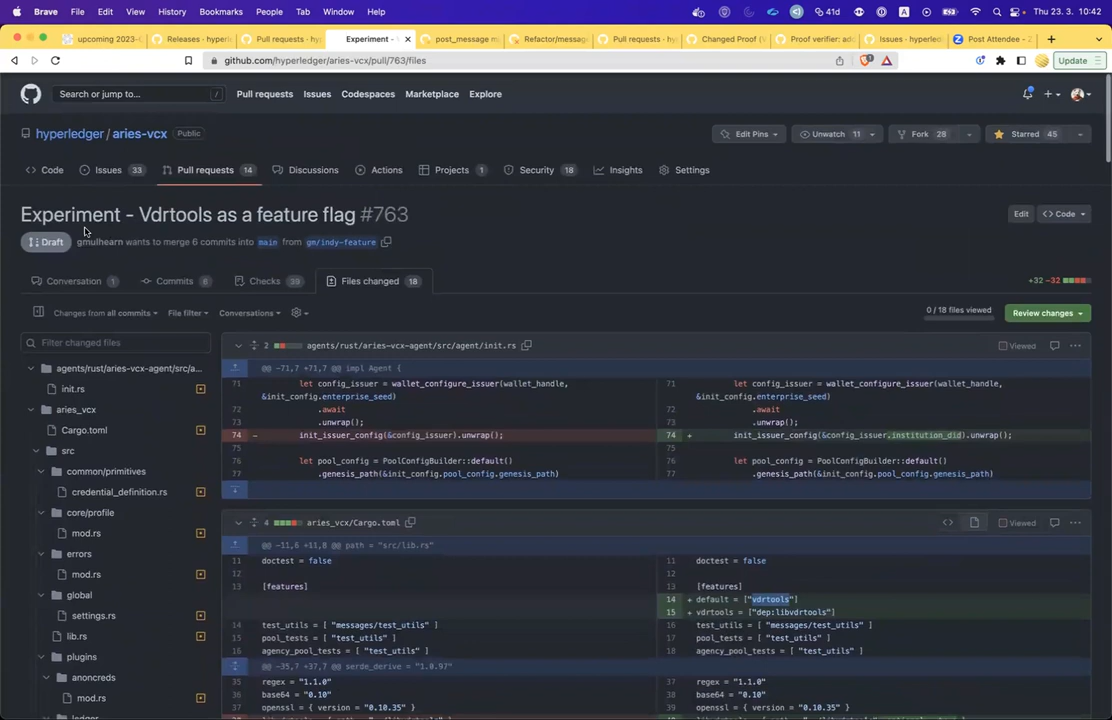 Brave File Edit View History Bookmarks People Tab Window Help 41d A Thu 23. 3. 10:42
upcoming 2023-0 Releases · hyperle Pull requests · hy Experiment - V post_message m Refactor/message Pull requests · hy Changed Proof (V Proof verifier: add Issues · hyperledg Post Attendee - Z
github.com/hyperledger/aries-vcx/pull/763/files Update
Search or jump to... / Pull requests Issues Codespaces Marketplace Explore
hyperledger / aries-vcx Public Edit Pins Unwatch 11 Fork 28 Starred 45
Code Issues 33 Pull requests 14 Discussions Actions Projects 1 Security 18 Insights Settings
Experiment - Vdrtools as a feature flag #763 Edit Code
Draft gmulhearn wants to merge 6 commits into main from gm/indy-feature
Conversation 1 Commits 6 Checks 39 Files changed 18 +32 −32
Changes from all commits File filter Conversations 0 / 18 files viewed Review changes
Filter changed files
agents/rust/aries-vcx-agent/src/a...
init.rs
aries_vcx
Cargo.toml
src
common/primitives
credential_definition.rs
core/profile
mod.rs
errors
mod.rs
global
settings.rs
lib.rs
plugins
anoncreds
mod.rs
ledger
2 agents/rust/aries-vcx-agent/src/agent/init.rs Viewed
@@ -71,7 +71,7 @@ impl Agent {
71 let config_issuer = wallet_configure_issuer(wallet_handle, 71 let config_issuer = wallet_configure_issuer(wallet_handle,
&init_config.enterprise_seed) &init_config.enterprise_seed)
72 .await 72 .await
73 .unwrap(); 73 .unwrap();
74 - init_issuer_config(&config_issuer).unwrap(); 74 + init_issuer_config(&config_issuer.institution_did).unwrap();
75 75
76 let pool_config = PoolConfigBuilder::default() 76 let pool_config = PoolConfigBuilder::default()
77 .genesis_path(&init_config.pool_config.genesis_path) 77 .genesis_path(&init_config.pool_config.genesis_path)
4 aries_vcx/Cargo.toml Viewed
@@ -11,6 +11,8 @@ path = "src/lib.rs"
11 doctest = false 11 doctest = false
12 12
13 [features] 13 [features]
14 + default = ["vdrtools"]
15 + vdrtools = ["dep:libvdrtools"]
14 test_utils = [ "messages/test_utils" ] 16 test_utils = [ "messages/test_utils" ]
15 pool_tests = [ "test_utils" ] 17 pool_tests = [ "test_utils" ]
16 agency_pool_tests = [ "test_utils" ] 18 agency_pool_tests = [ "test_utils" ]
@@ -35,7 +37,7 @@ serde_derive = "1.0.97"
35 regex = "1.1.0" 37 regex = "1.1.0"
36 base64 = "0.10" 38 base64 = "0.10"
37 openssl = { version = "0.10.35" } 39 openssl = { version = "0.10.35" }